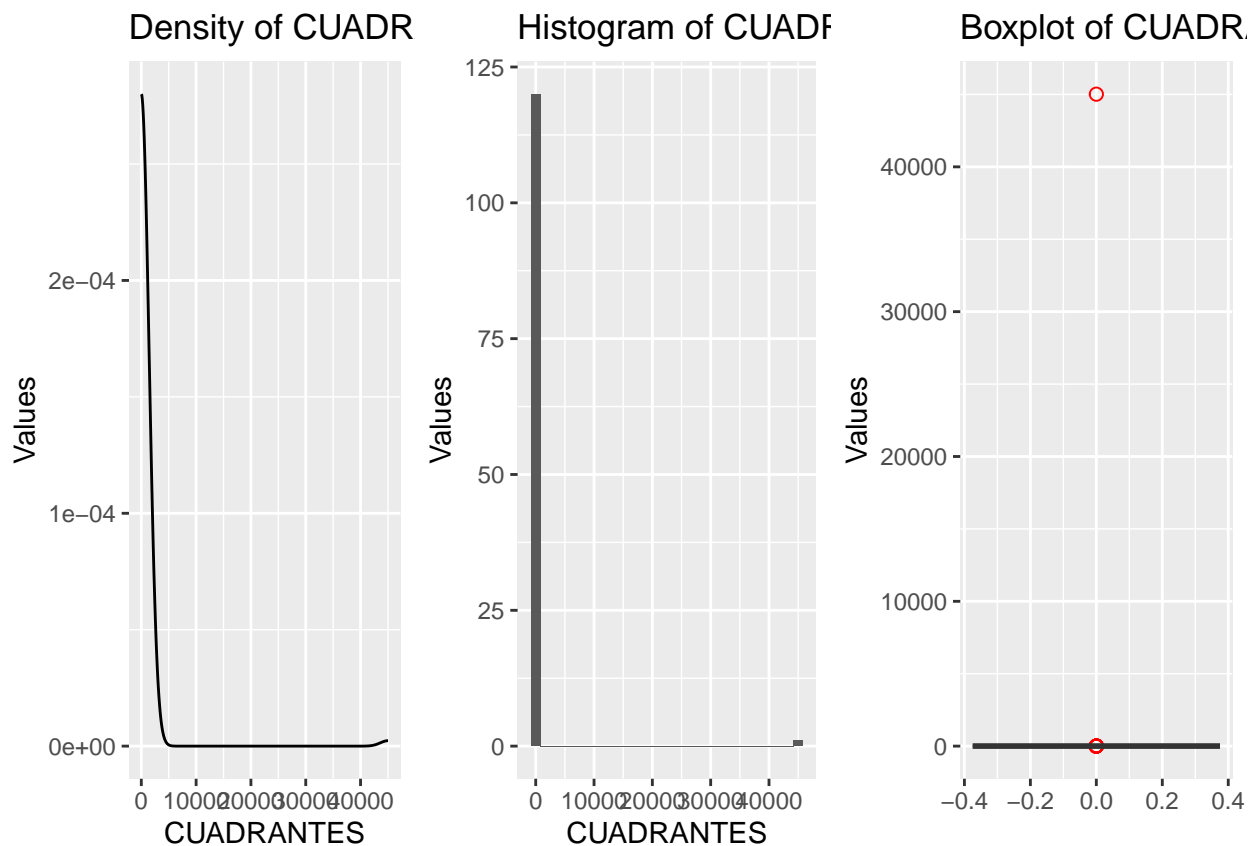 Density of CUADR
Values
2e−04
1e−04
0e+00
0 10000 20000 30000 40000
CUADRANTES
Histogram of CUADR
Values
125
100
75
50
25
0
0 10000 20000 30000 40000
CUADRANTES
Boxplot of CUADRA
Values
40000
30000
20000
10000
0
−0.4 −0.2 0.0 0.2 0.4